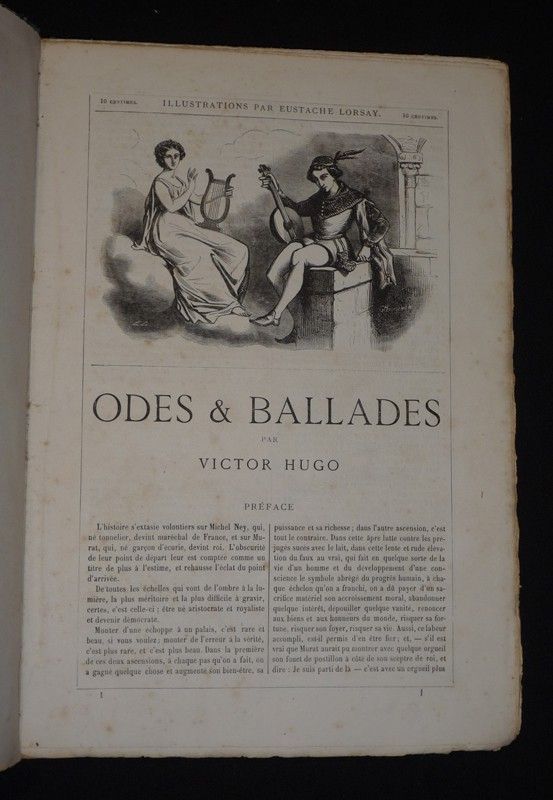 10 CENTIMES.
ILLUSTRATIONS PAR EUSTACHE LORSAY.
10 CENTIMES.
ODES & BALLADES
PAR
VICTOR HUGO
PRÉFACE
L'histoire s'extasie volontiers sur Michel Ney, qui,
né tonnelier, devint maréchal de France, et sur Mu-
rat, qui, né garçon d'écurie, devint roi. L'obscurité
de leur point de départ leur est comptée comme un
titre de plus à l'estime, et rehausse l'éclat du point
d'arrivée.
De toutes les échelles qui vont de l'ombre à la lu-
mière, la plus méritoire et la plus difficile à gravir,
certes, c'est celle-ci : être né aristocrate et royaliste
et devenir démocrate.
Monter d'une échoppe à un palais, c'est rare et
beau, si vous voulez; monter de l'erreur à la vérité,
c'est plus rare, et c'est plus beau. Dans la première
de ces deux ascensions, à chaque pas qu'on a fait, on
a gagné quelque chose et augmenté son bien-être, sa
puissance et sa richesse; dans l'autre ascension, c'est
tout le contraire. Dans cette âpre lutte contre les pré-
jugés sucés avec le lait, dans cette lente et rude éléva-
tion du faux au vrai, qui fait en quelque sorte de la
vie d'un homme et du développement d'une con-
science le symbole abrégé du progrès humain, à cha-
que échelon qu'on a franchi, on a dû payer d'un sa-
crifice matériel son accroissement moral, abandonner
quelque intérêt, dépouiller quelque vanité, renoncer
aux biens et aux honneurs du monde, risquer sa for-
tune, risquer son foyer, risquer sa vie. Aussi, ce labeur
accompli, est-il permis d'en être fier; et, — s'il est
vrai que Murat aurait pu montrer avec quelque orgueil
son fouet de postillon à côté de son sceptre de roi, et
dire : Je suis parti de là — c'est avec un orgueil plus
1
1